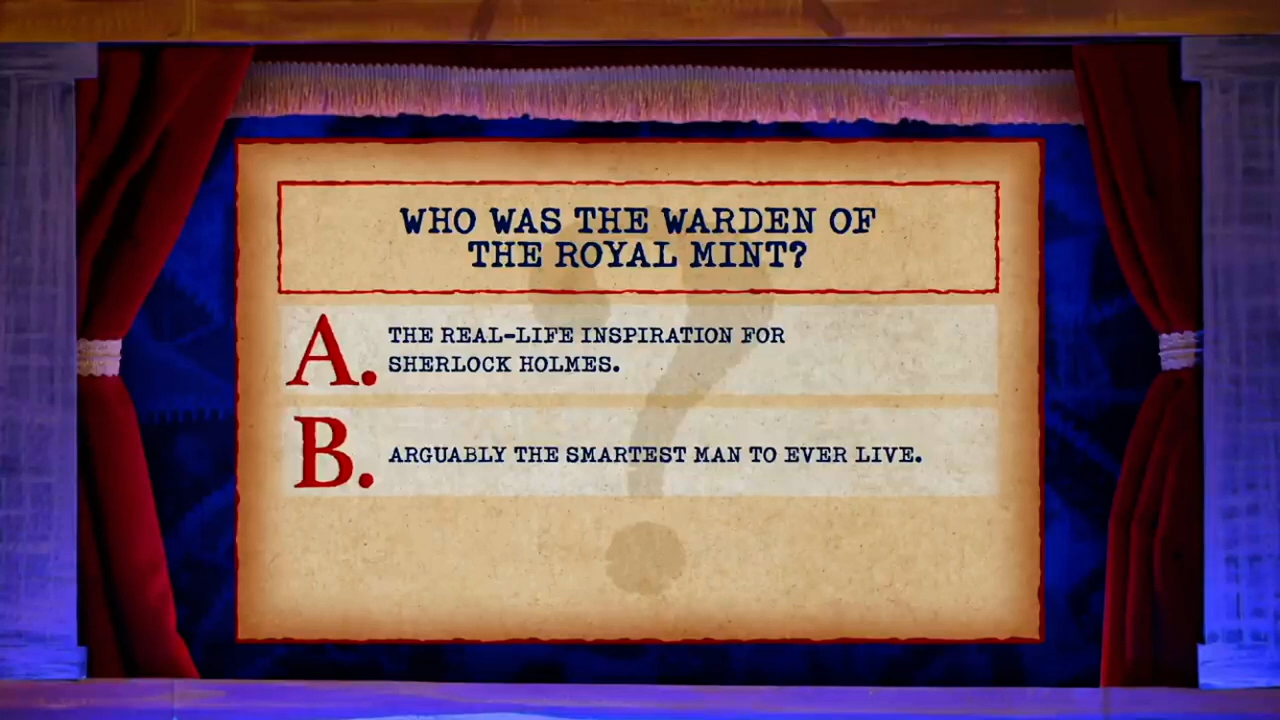 WHO WAS THE WARDEN OF
THE ROYAL MINT?
A.
THE REAL-LIFE INSPIRATION FOR
SHERLOCK HOLMES.
B.
ARGUABLY THE SMARTEST MAN TO EVER LIVE.